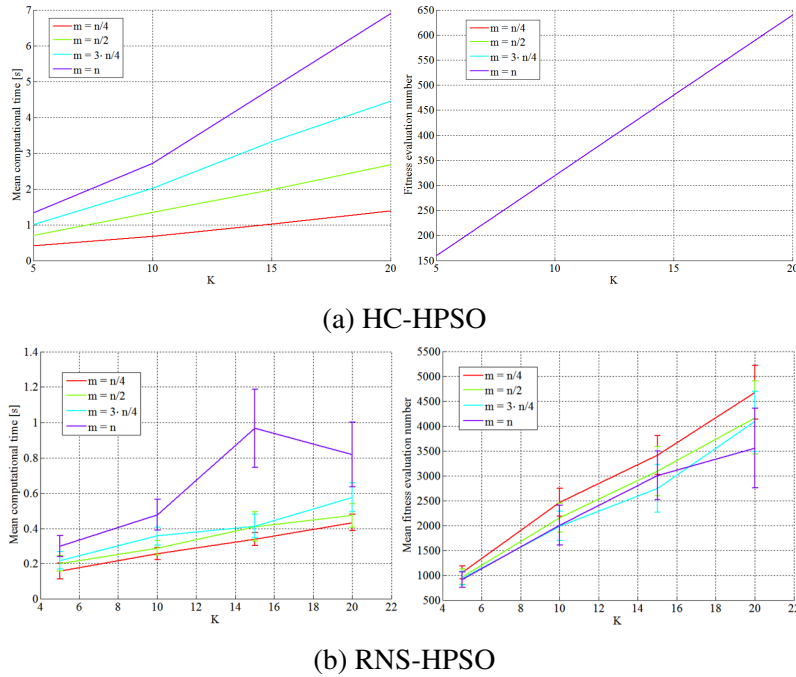 Mean computational time [s]
7
6
5
4
3
2
1
0
5 10 15 20
K
m = n/4
m = n/2
m = 3· n/4
m = n
Fitness evaluation number
650
600
550
500
450
400
350
300
250
200
150
5 10 15 20
K
m = n/4
m = n/2
m = 3· n/4
m = n
(a) HC-HPSO
Mean computational time [s]
1.4
1.2
1
0.8
0.6
0.4
0.2
0
4 6 8 10 12 14 16 18 20 22
K
m = n/4
m = n/2
m = 3· n/4
m = n
Mean fitness evaluation number
5500
5000
4500
4000
3500
3000
2500
2000
1500
1000
500
4 6 8 10 12 14 16 18 20 22
K
m = n/4
m = n/2
m = 3· n/4
m = n
(b) RNS-HPSO